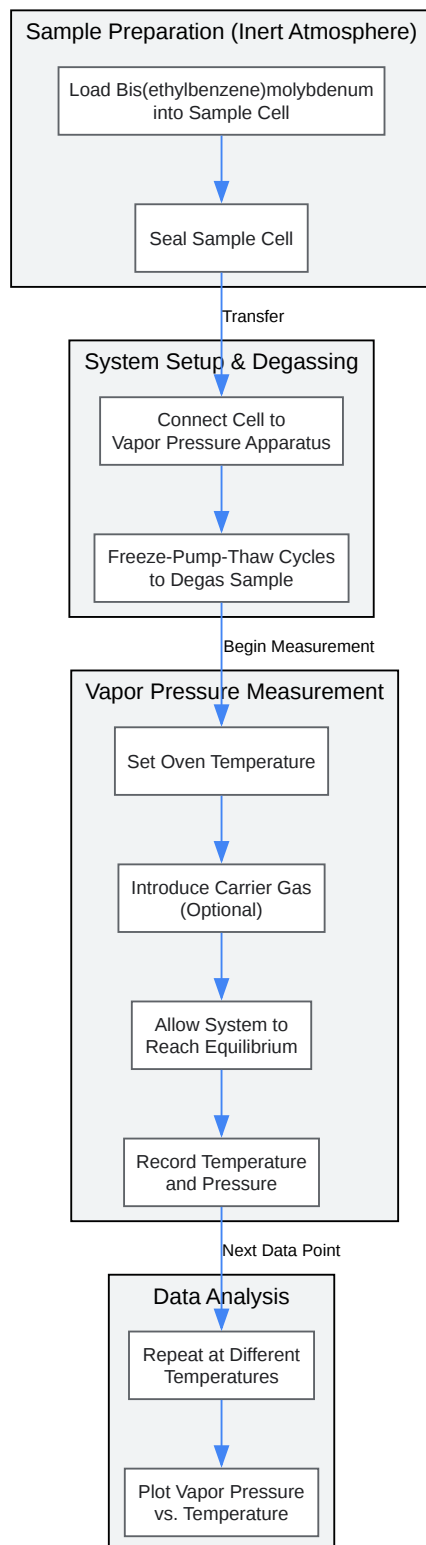 Sample Preparation (Inert Atmosphere)
Load Bis(ethylbenzene)molybdenum
into Sample Cell
Seal Sample Cell
Transfer
System Setup & Degassing
Connect Cell to
Vapor Pressure Apparatus
Freeze-Pump-Thaw Cycles
to Degas Sample
Begin Measurement
Vapor Pressure Measurement
Set Oven Temperature
Introduce Carrier Gas
(Optional)
Allow System to
Reach Equilibrium
Record Temperature
and Pressure
Next Data Point
Data Analysis
Repeat at Different
Temperatures
Plot Vapor Pressure
vs. Temperature